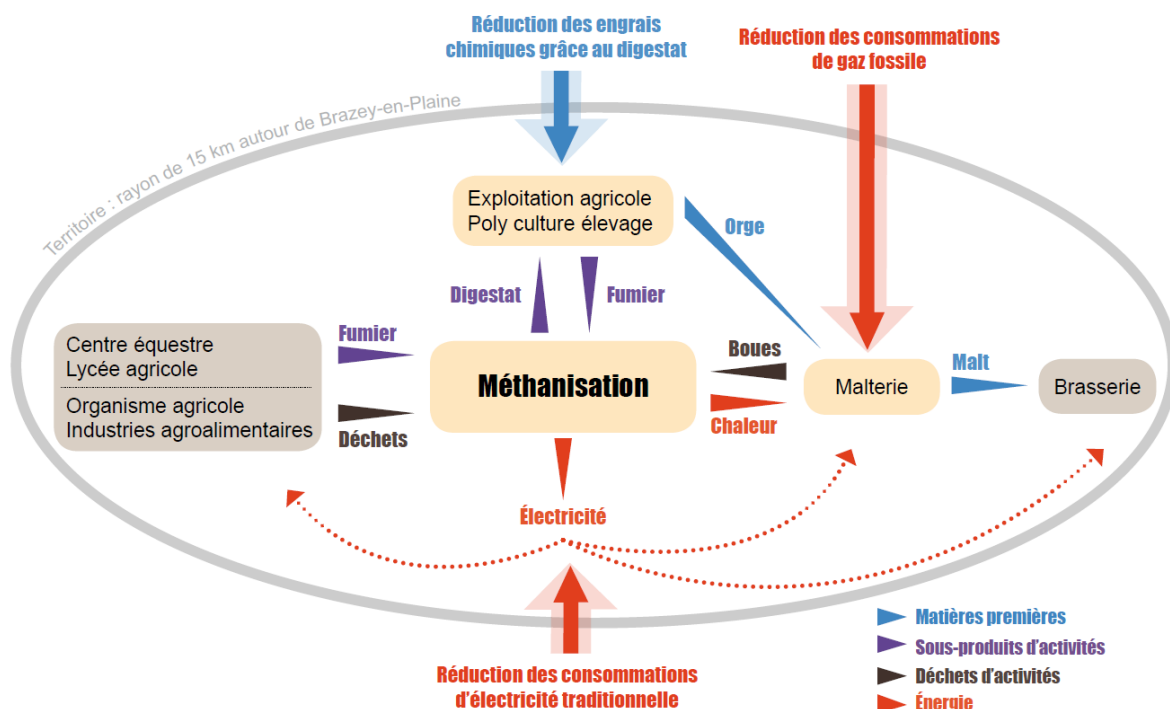 Réduction des engrais
chimiques grâce au digestat
Réduction des consommations
de gaz fossile
Territoire : rayon de 15 km autour de Brazey-en-Plaine
Exploitation agricole
Poly culture élevage
Orge
Digestat
Fumier
Fumier
Centre équestre
Lycée agricole
Organisme agricole
Industries agroalimentaires
Déchets
Méthanisation
Boues
Chaleur
Malterie
Malt
Brasserie
Électricité
Réduction des consommations
d'électricité traditionnelle
Matières premières
Sous-produits d'activités
Déchets d'activités
Énergie